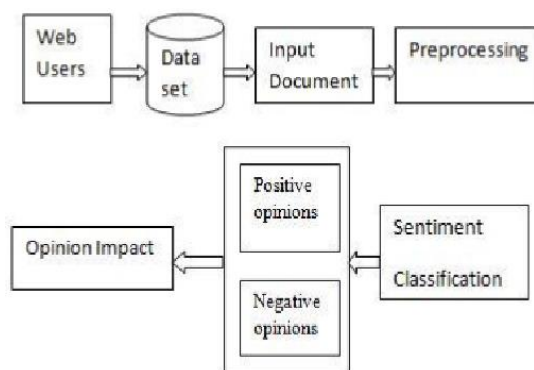 Web
Users
Data
set
Input
Document
Preprocessing
Positive
opinions
Sentiment
Classification
Opinion Impact
Negative
opinions